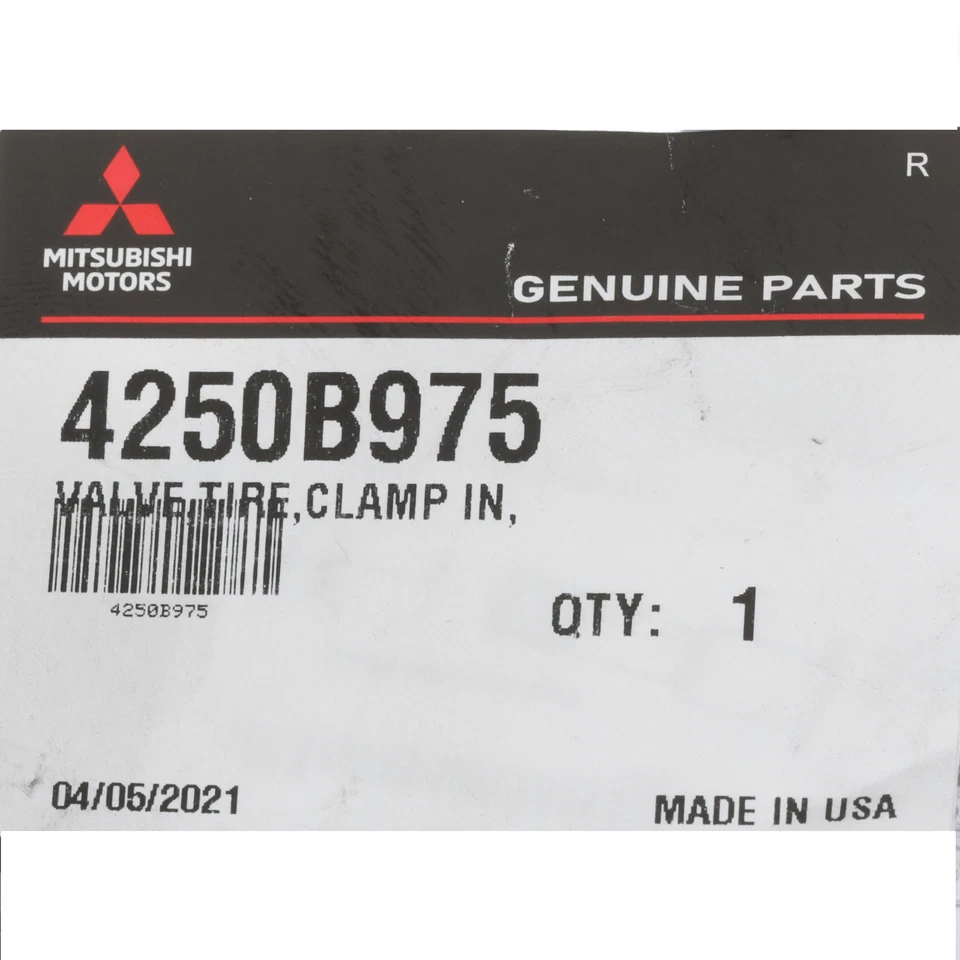 R
MITSUBISHI
MOTORS
GENUINE PARTS
4250B975
VALVE,TIRE,CLAMP IN,
4250B975
QTY: 1
04/05/2021
MADE IN USA